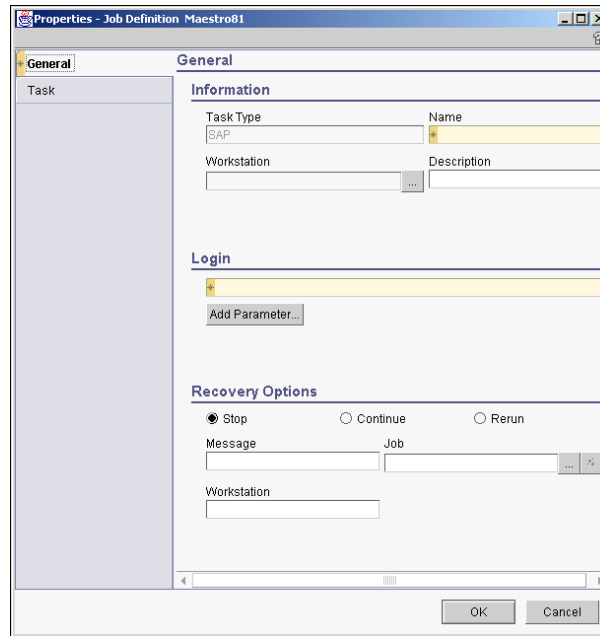 Properties - Job Definition Maestro81
General
Task
General
Information
Task Type
Name
SAP
Workstation
Description
...
Login
Add Parameter...
Recovery Options
Stop
Continue
Rerun
Message
Job
...
Workstation
OK
Cancel